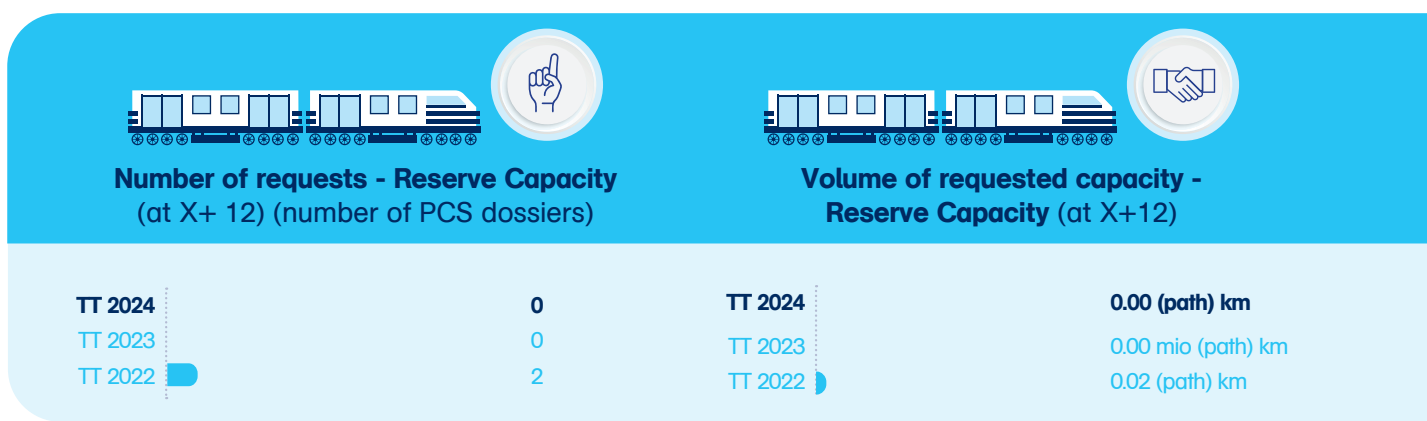 Number of requests - Reserve Capacity
(at X+ 12) (number of PCS dossiers)
TT 2024 0
TT 2023 0
TT 2022 2
Volume of requested capacity -
Reserve Capacity (at X+12)
TT 2024 0.00 (path) km
TT 2023 0.00 mio (path) km
TT 2022 0.02 (path) km